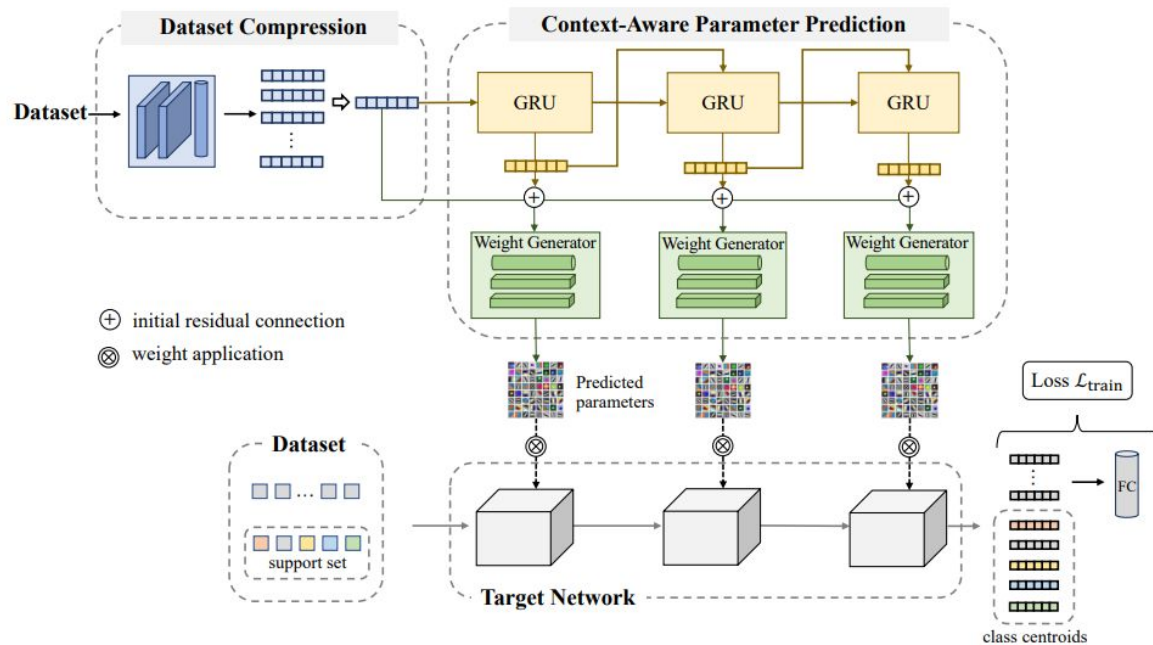 Dataset Compression
Context-Aware Parameter Prediction
Dataset
GRU
GRU
GRU
Weight Generator
Weight Generator
Weight Generator
initial residual connection
weight application
Predicted
parameters
Loss ℒtrain
Dataset
FC
support set
Target Network
class centroids